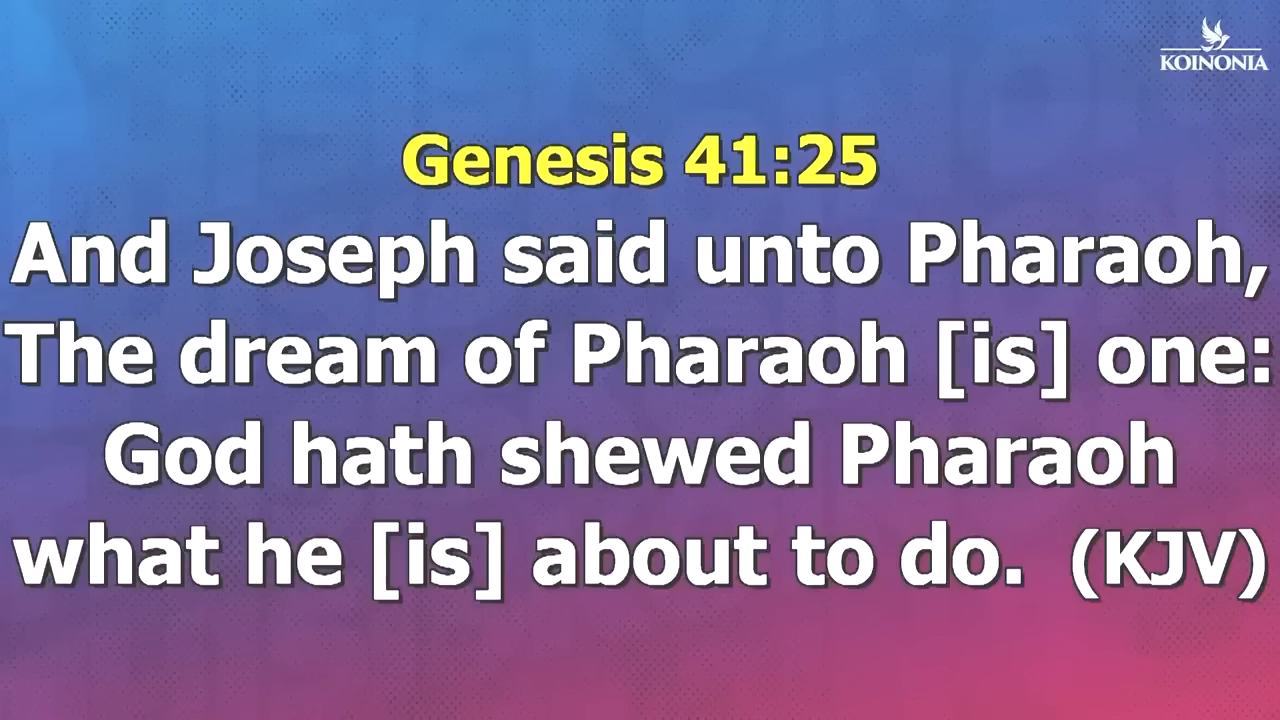 KOINONIA
Genesis 41:25
And Joseph said unto Pharaoh,
The dream of Pharaoh [is] one:
God hath shewed Pharaoh
what he [is] about to do. (KJV)